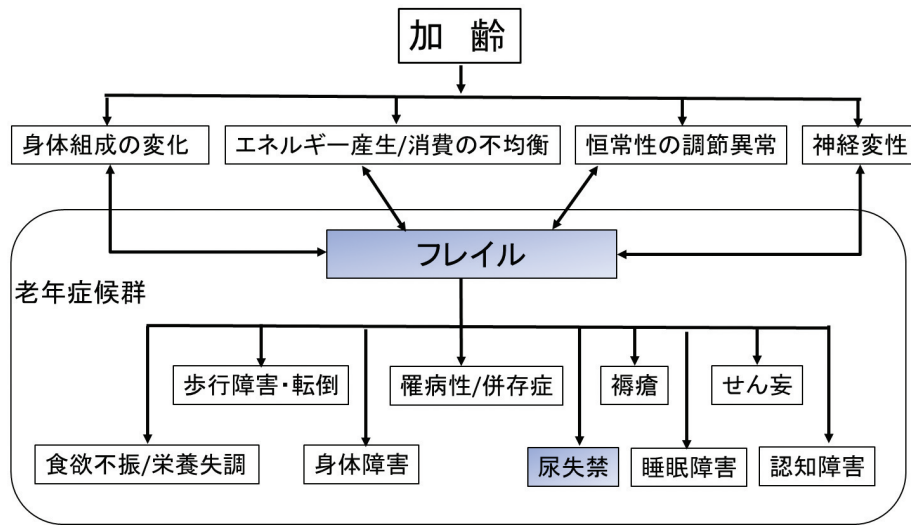 加　齢
身体組成の変化
エネルギー産生/消費の不均衡
恒常性の調節異常
神経変性
フレイル
老年症候群
歩行障害・転倒
罹病性/併存症
褥瘡
せん妄
食欲不振/栄養失調
身体障害
尿失禁
睡眠障害
認知障害